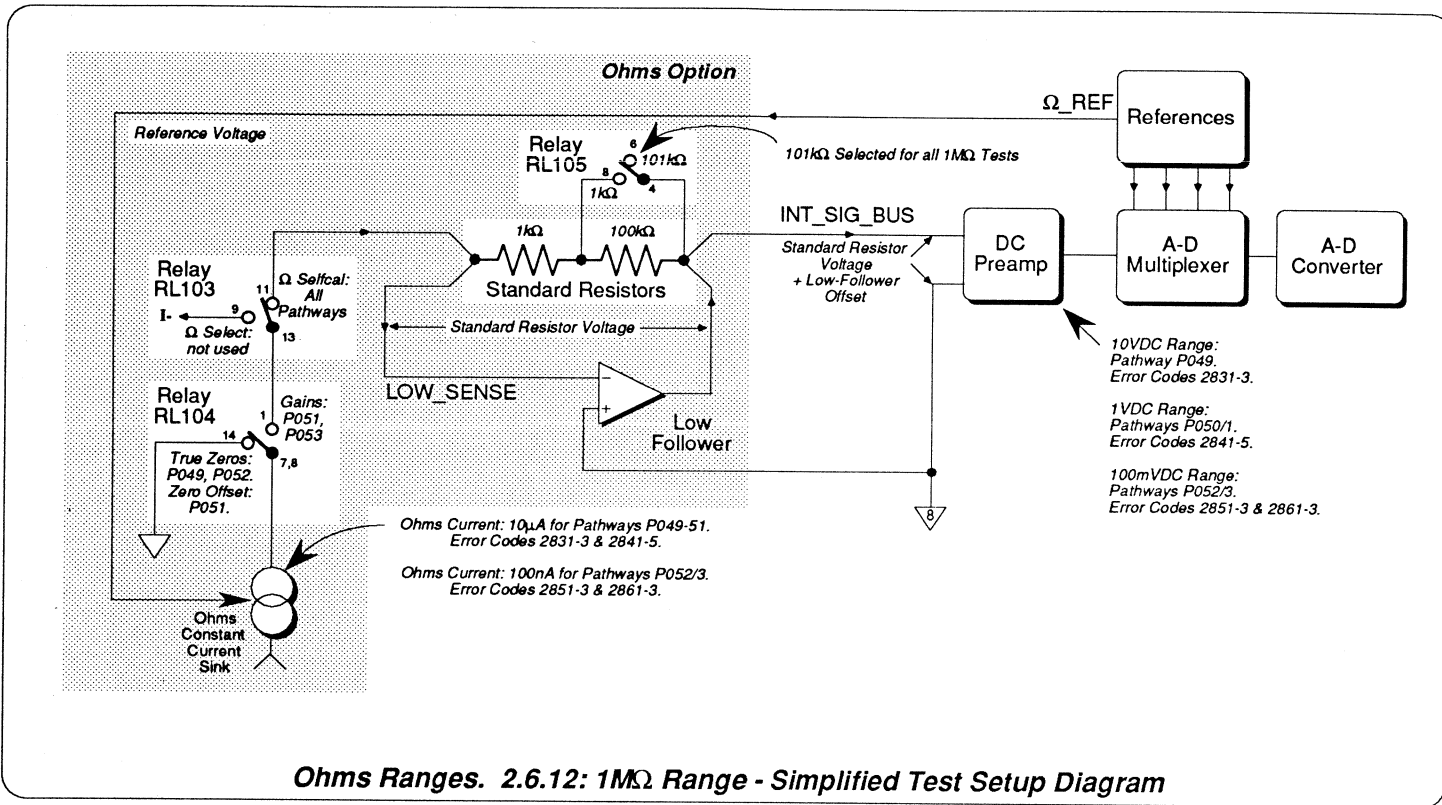 Ohms Option
Reference Voltage
Ω_REF
References
Relay
RL105
6
101kΩ
8
1kΩ
4
101kΩ Selected for all 1MΩ Tests
1kΩ
100kΩ
Standard Resistors
INT_SIG_BUS
Standard Resistor
Voltage
+ Low-Follower
Offset
DC
Preamp
A-D
Multiplexer
A-D
Converter
Relay
RL103
11
Ω Selfcal:
All
Pathways
9
I-
Ω Select:
not used
13
Standard Resistor Voltage
LOW_SENSE
−
+
Low
Follower
10VDC Range:
Pathway P049.
Error Codes 2831-3.
1VDC Range:
Pathways P050/1.
Error Codes 2841-5.
100mVDC Range:
Pathways P052/3.
Error Codes 2851-3 & 2861-3.
Relay
RL104
1
Gains:
P051,
P053
14
True Zeros:
P049, P052.
Zero Offset:
P051.
7,8
8
Ohms Current: 10µA for Pathways P049-51.
Error Codes 2831-3 & 2841-5.
Ohms Current: 100nA for Pathways P052/3.
Error Codes 2851-3 & 2861-3.
Ohms
Constant
Current
Sink
Ohms Ranges. 2.6.12: 1MΩ Range - Simplified Test Setup Diagram